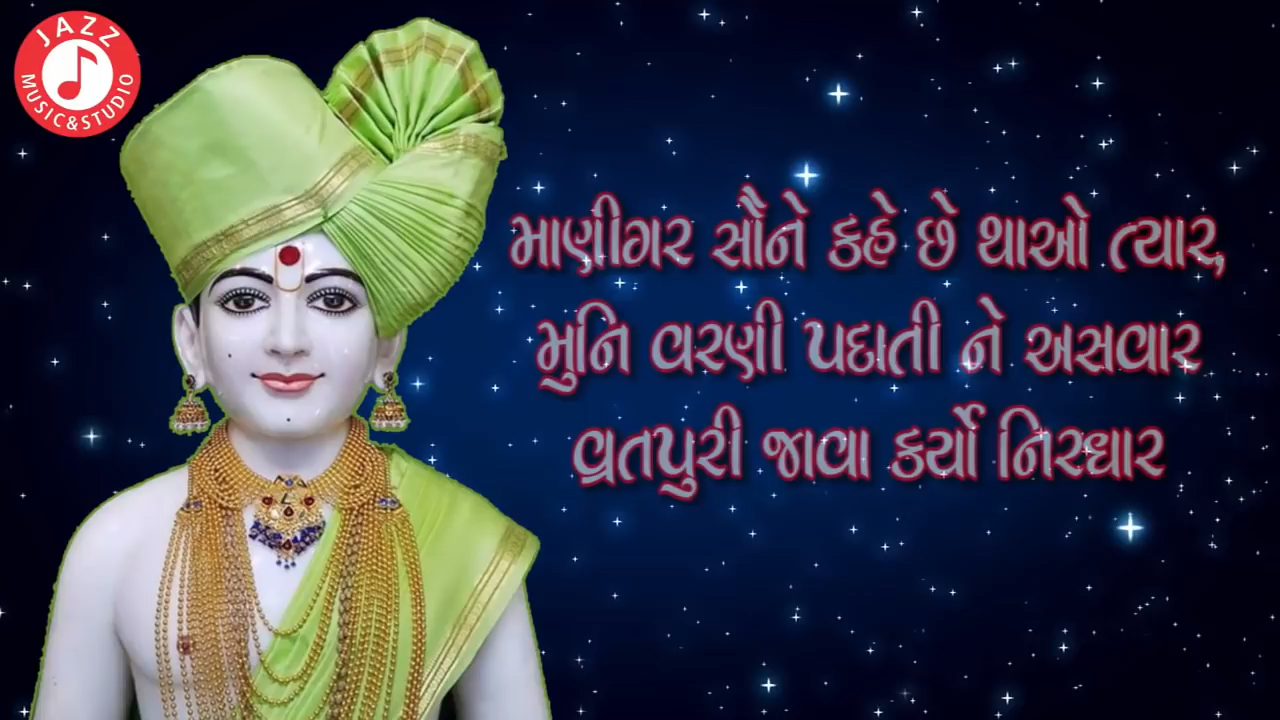 JAZZ
MUSIC&STUDIO
માણીગર સૌને કહે છે થાઓ ત્યાર,
મુનિ વરણી પદાતી ને અસવાર
વ્રતપુરી જાવા કર્યો નિરધાર